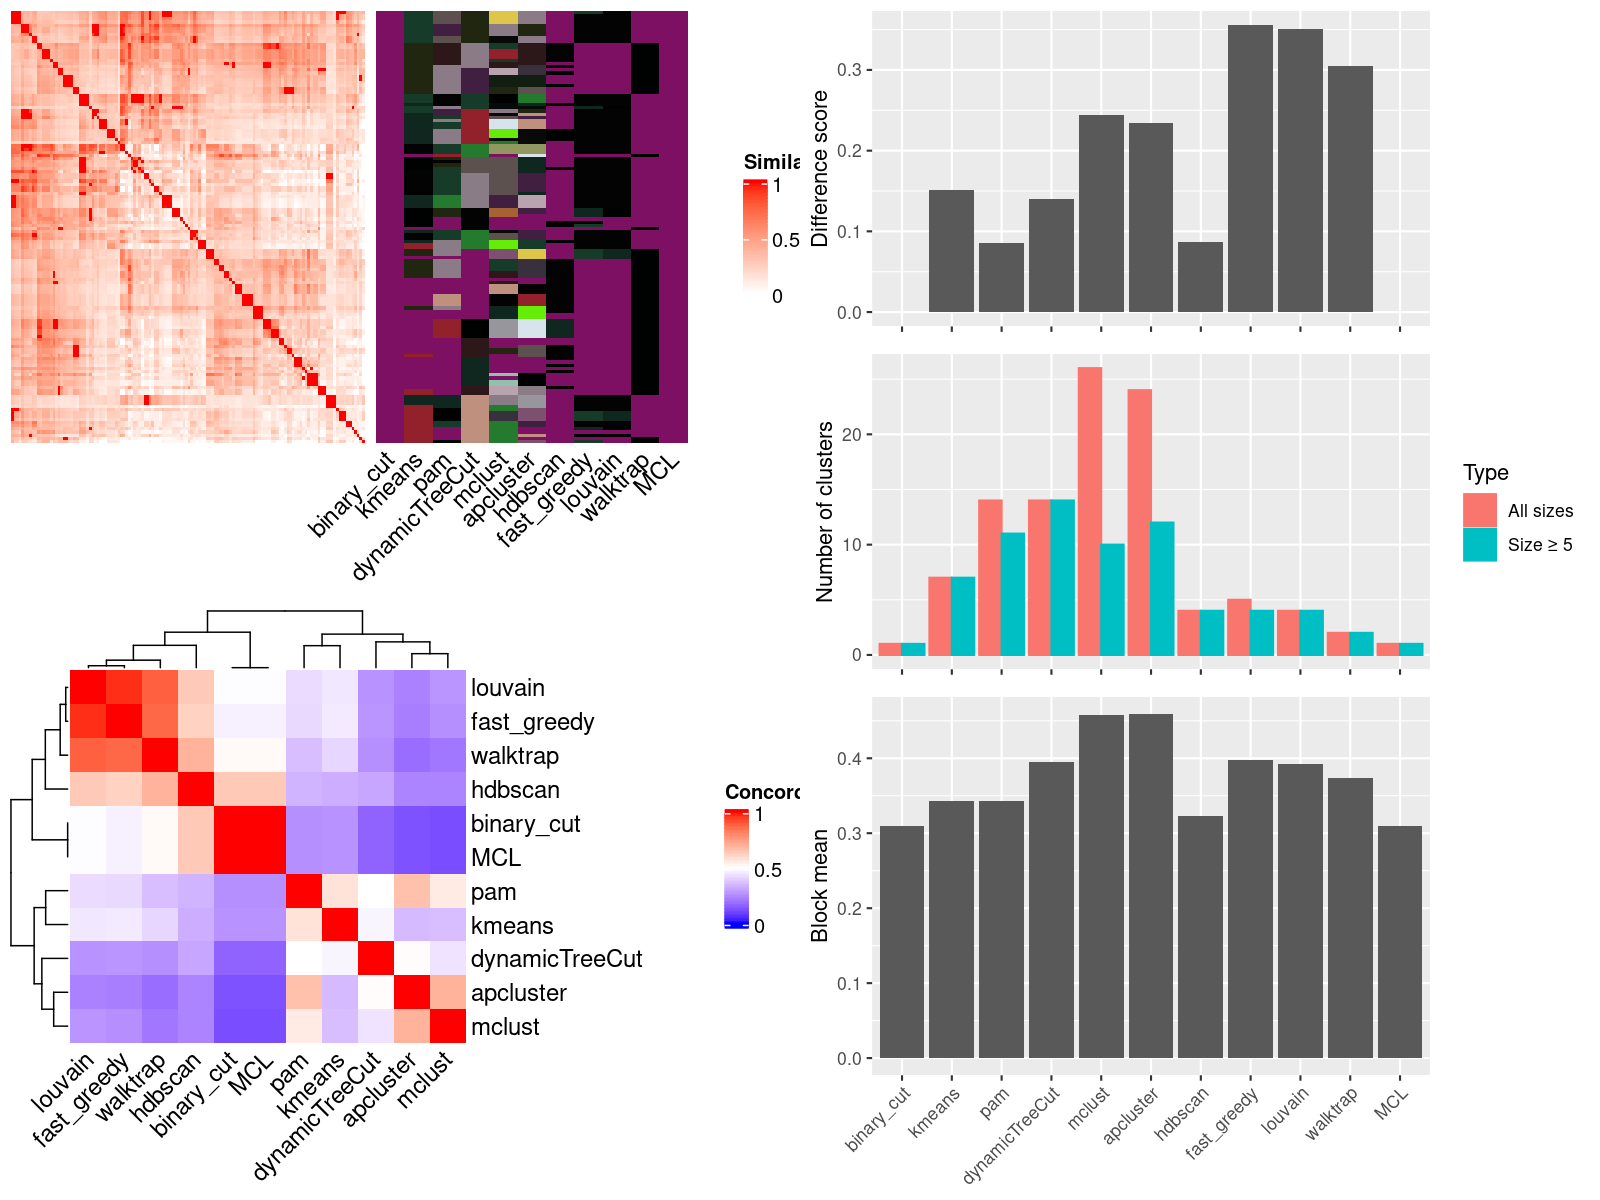 Simila
1
0.5
0
binary_cut
kmeans
pam
dynamicTreeCut
mclust
apcluster
hdbscan
fast_greedy
louvain
walktrap
MCL
louvain
fast_greedy
walktrap
hdbscan
binary_cut
MCL
pam
kmeans
dynamicTreeCut
apcluster
mclust
louvain
fast_greedy
walktrap
hdbscan
binary_cut
MCL
pam
kmeans
dynamicTreeCut
apcluster
mclust
Concord
1
0.5
0
Difference score
0.3
0.2
0.1
0.0
Number of clusters
20
10
0
Type
All sizes
Size ≥ 5
Block mean
0.4
0.3
0.2
0.1
0.0
binary_cut
kmeans
pam
dynamicTreeCut
mclust
apcluster
hdbscan
fast_greedy
louvain
walktrap
MCL